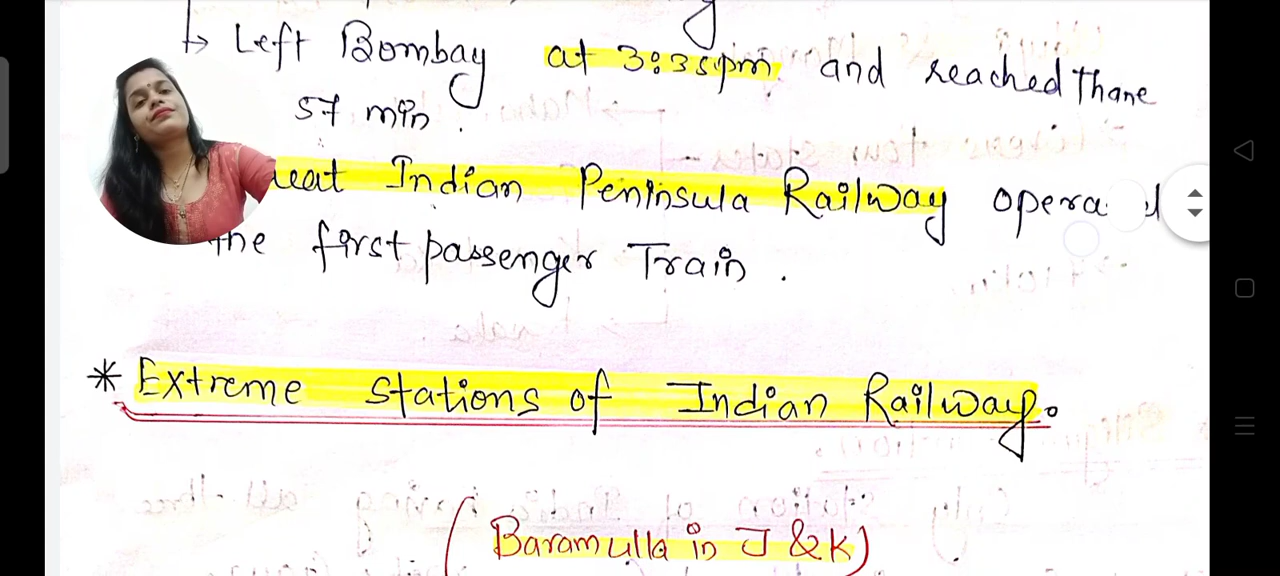 ↳ Left Bombay at 3:35pm and reached Thane
57 min.
reat Indian Peninsula Railway opera d
the first passenger Train.
* Extreme stations of Indian Railway.
(Baramulla in J & K)